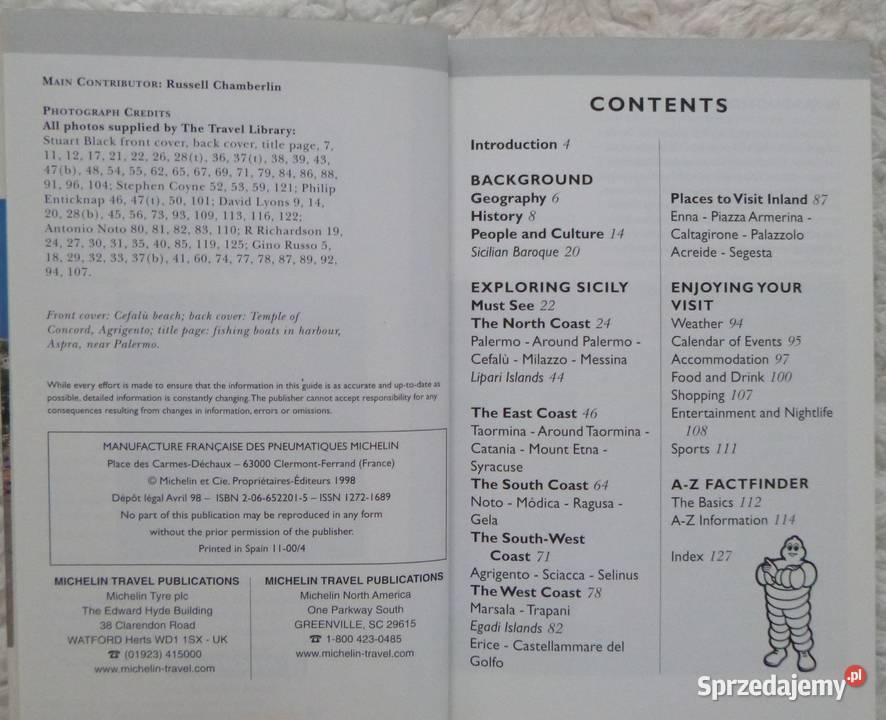 MAIN CONTRIBUTOR: Russell Chamberlin
PHOTOGRAPH CREDITS
All photos supplied by The Travel Library:
Stuart Black front cover, back cover, title page, 7,
11, 12, 17, 21, 22, 26, 28(t), 36, 37(t), 38, 39, 43,
47(b), 48, 54, 55, 62, 65, 67, 69, 71, 79, 84, 86, 88,
91, 96, 104; Stephen Coyne 52, 53, 59, 121; Philip
Enticknap 46, 47(t), 50, 101; David Lyons 9, 14,
20, 28(b), 45, 56, 73, 93, 109, 113, 116, 122;
Antonio Noto 80, 81, 82, 83, 110; R Richardson 19,
24, 27, 30, 31, 35, 40, 85, 119, 125; Gino Russo 5,
18, 29, 32, 33, 37(b), 41, 60, 74, 77, 78, 87, 89, 92,
94, 107.
Front cover: Cefalù beach; back cover: Temple of
Concord, Agrigento; title page: fishing boats in harbour,
Aspra, near Palermo.
While every effort is made to ensure that the information in this guide is as accurate and up-to-date as
possible, detailed information is constantly changing. The publisher cannot accept responsibility for any
consequences resulting from changes in information, errors or omissions.
MANUFACTURE FRANÇAISE DES PNEUMATIQUES MICHELIN
Place des Carmes-Déchaux – 63000 Clermont-Ferrand (France)
© Michelin et Cie. Propriétaires-Éditeurs 1998
Dépôt légal Avril 98 – ISBN 2-06-652201-5 – ISSN 1272-1689
No part of this publication may be reproduced in any form
without the prior permission of the publisher.
Printed in Spain 11-00/4
MICHELIN TRAVEL PUBLICATIONS
Michelin Tyre plc
The Edward Hyde Building
38 Clarendon Road
WATFORD Herts WD1 1SX - UK
☎ (01923) 415000
www.michelin-travel.com
MICHELIN TRAVEL PUBLICATIONS
Michelin North America
One Parkway South
GREENVILLE, SC 29615
☎ 1-800 423-0485
www.michelin-travel.com
CONTENTS
Introduction 4
BACKGROUND
Geography 6
History 8
People and Culture 14
Sicilian Baroque 20
EXPLORING SICILY
Must See 22
The North Coast 24
Palermo - Around Palermo -
Cefalù - Milazzo - Messina
Lipari Islands 44
The East Coast 46
Taormina - Around Taormina -
Catania - Mount Etna -
Syracuse
The South Coast 64
Noto - Mòdica - Ragusa -
Gela
The South-West
Coast 71
Agrigento - Sciacca - Selinus
The West Coast 78
Marsala - Trapani
Egadi Islands 82
Erice - Castellammare del
Golfo
Places to Visit Inland 87
Enna - Piazza Armerina -
Caltagirone - Palazzolo
Acreide - Segesta
ENJOYING YOUR
VISIT
Weather 94
Calendar of Events 95
Accommodation 97
Food and Drink 100
Shopping 107
Entertainment and Nightlife
108
Sports 111
A-Z FACTFINDER
The Basics 112
A-Z Information 114
Index 127
Sprzedajemy.pl